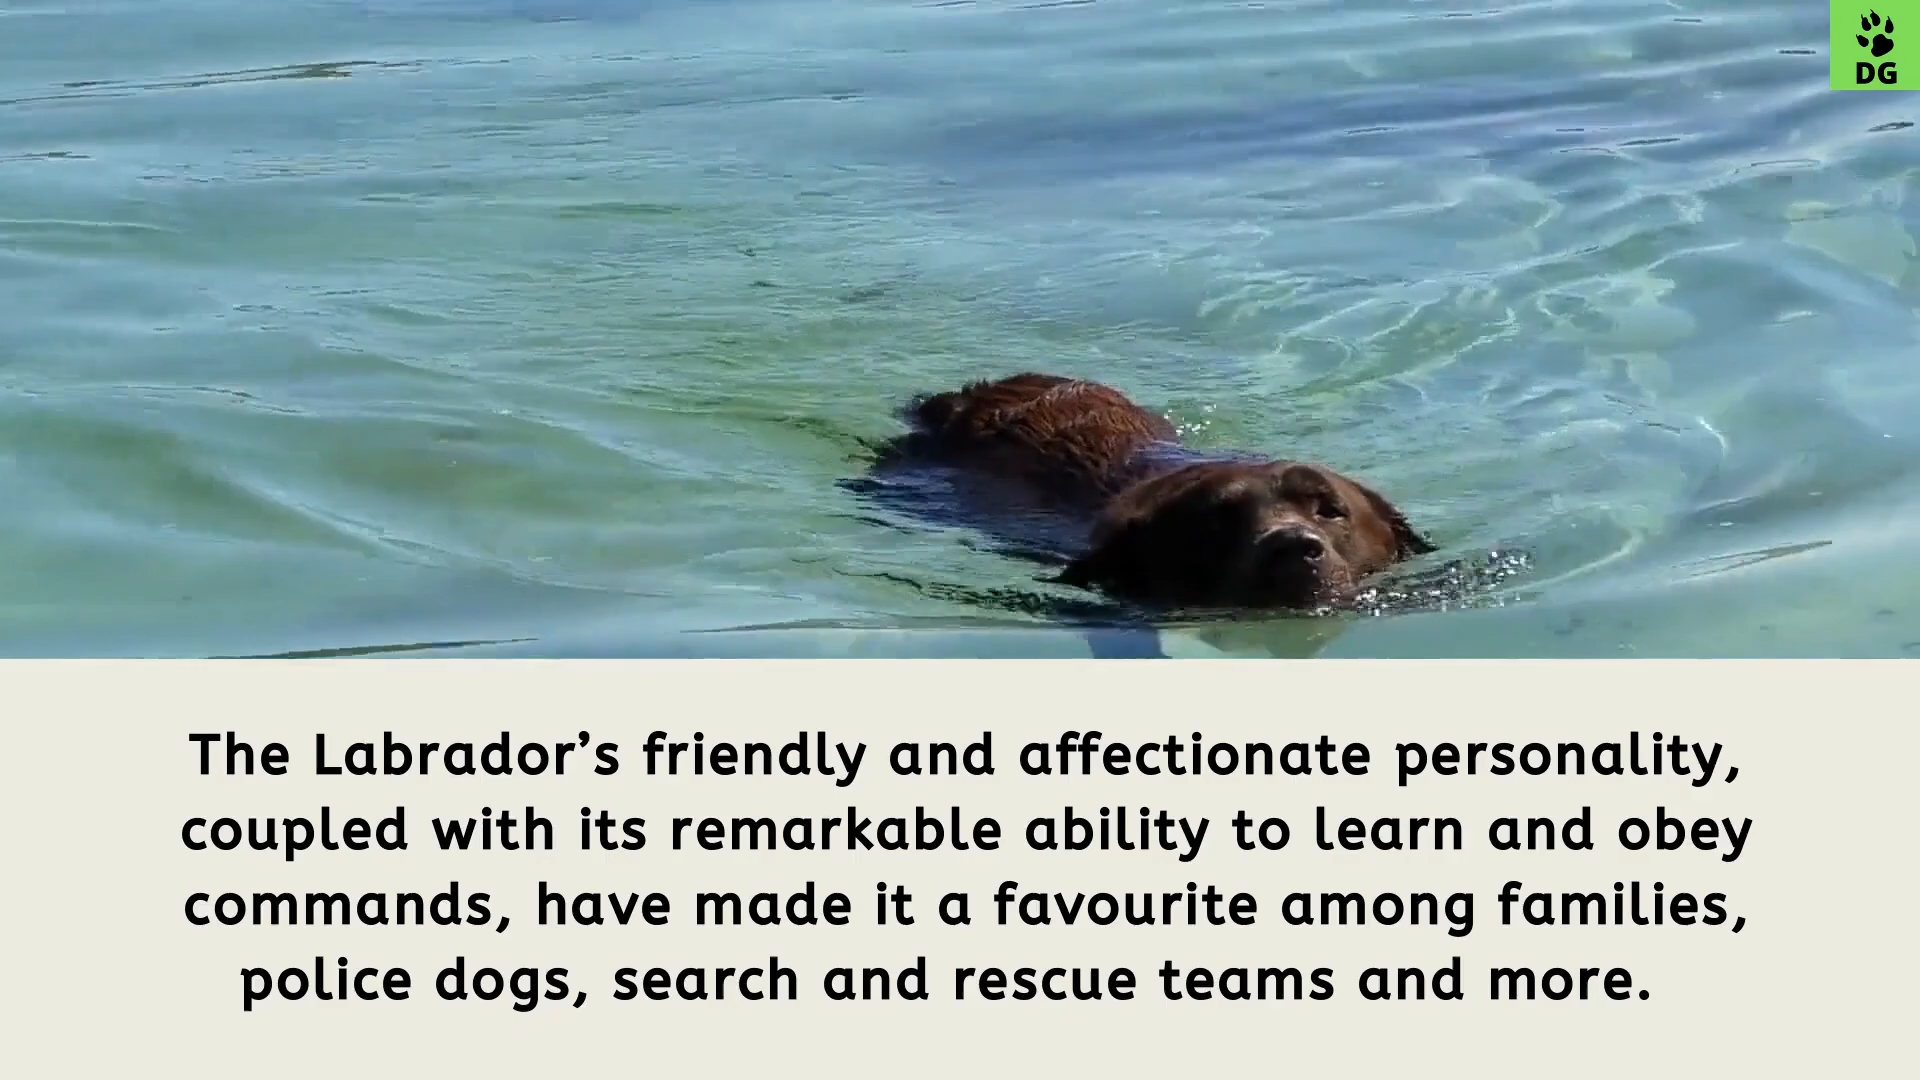 DG
The Labrador’s friendly and affectionate personality,
coupled with its remarkable ability to learn and obey
commands, have made it a favourite among families,
police dogs, search and rescue teams and more.